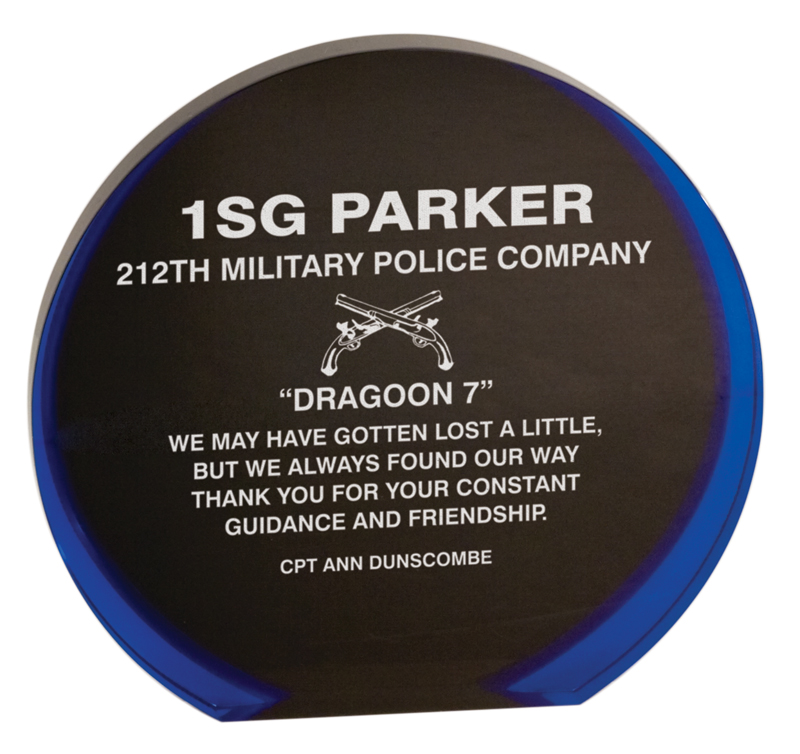 1SG PARKER
212TH MILITARY POLICE COMPANY
“DRAGOON 7”
WE MAY HAVE GOTTEN LOST A LITTLE,
BUT WE ALWAYS FOUND OUR WAY
THANK YOU FOR YOUR CONSTANT
GUIDANCE AND FRIENDSHIP.
CPT ANN DUNSCOMBE